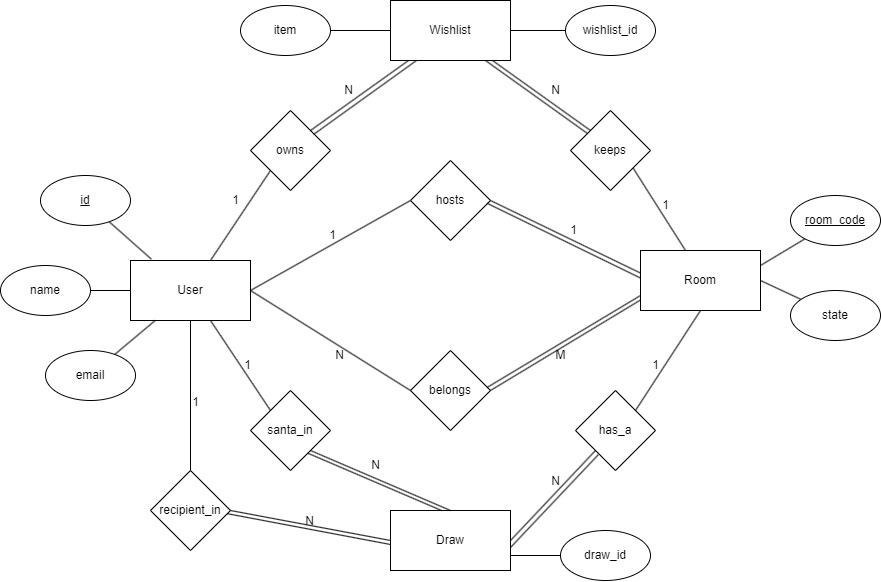 item
Wishlist
wishlist_id
N
N
owns
keeps
id
1
hosts
1
room_code
1
1
User
Room
name
state
email
1
N
belongs
M
1
1
santa_in
has_a
N
N
recipient_in
N
Draw
draw_id